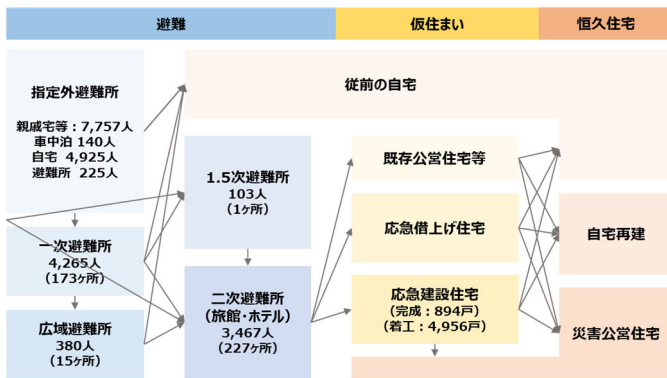 避難
仮住まい
恒久住宅
指定外避難所
親戚宅等：7,757人
車中泊 140人
自宅 4,925人
避難所 225人
従前の自宅
1.5次避難所
103人
（1ヶ所）
既存公営住宅等
応急借上げ住宅
自宅再建
一次避難所
4,265人
（173ヶ所）
二次避難所
（旅館・ホテル）
3,467人
（227ヶ所）
応急建設住宅
（完成：894戸）
（着工：4,956戸）
災害公営住宅
広域避難所
380人
（15ヶ所）